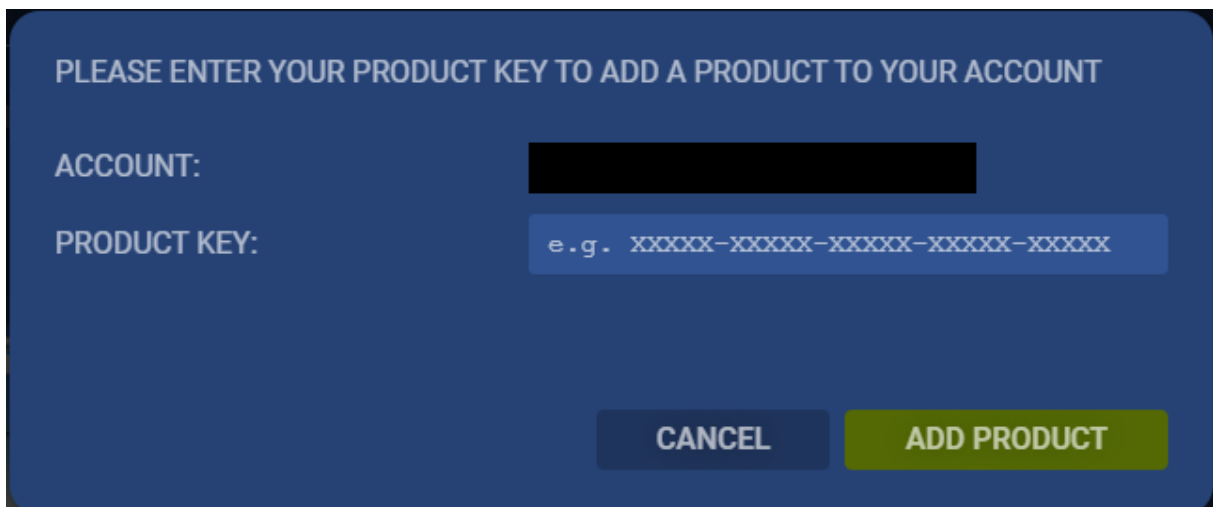 PLEASE ENTER YOUR PRODUCT KEY TO ADD A PRODUCT TO YOUR ACCOUNT
ACCOUNT:
PRODUCT KEY: e.g. XXXXX-XXXXX-XXXXX-XXXXX-XXXXX
CANCEL ADD PRODUCT